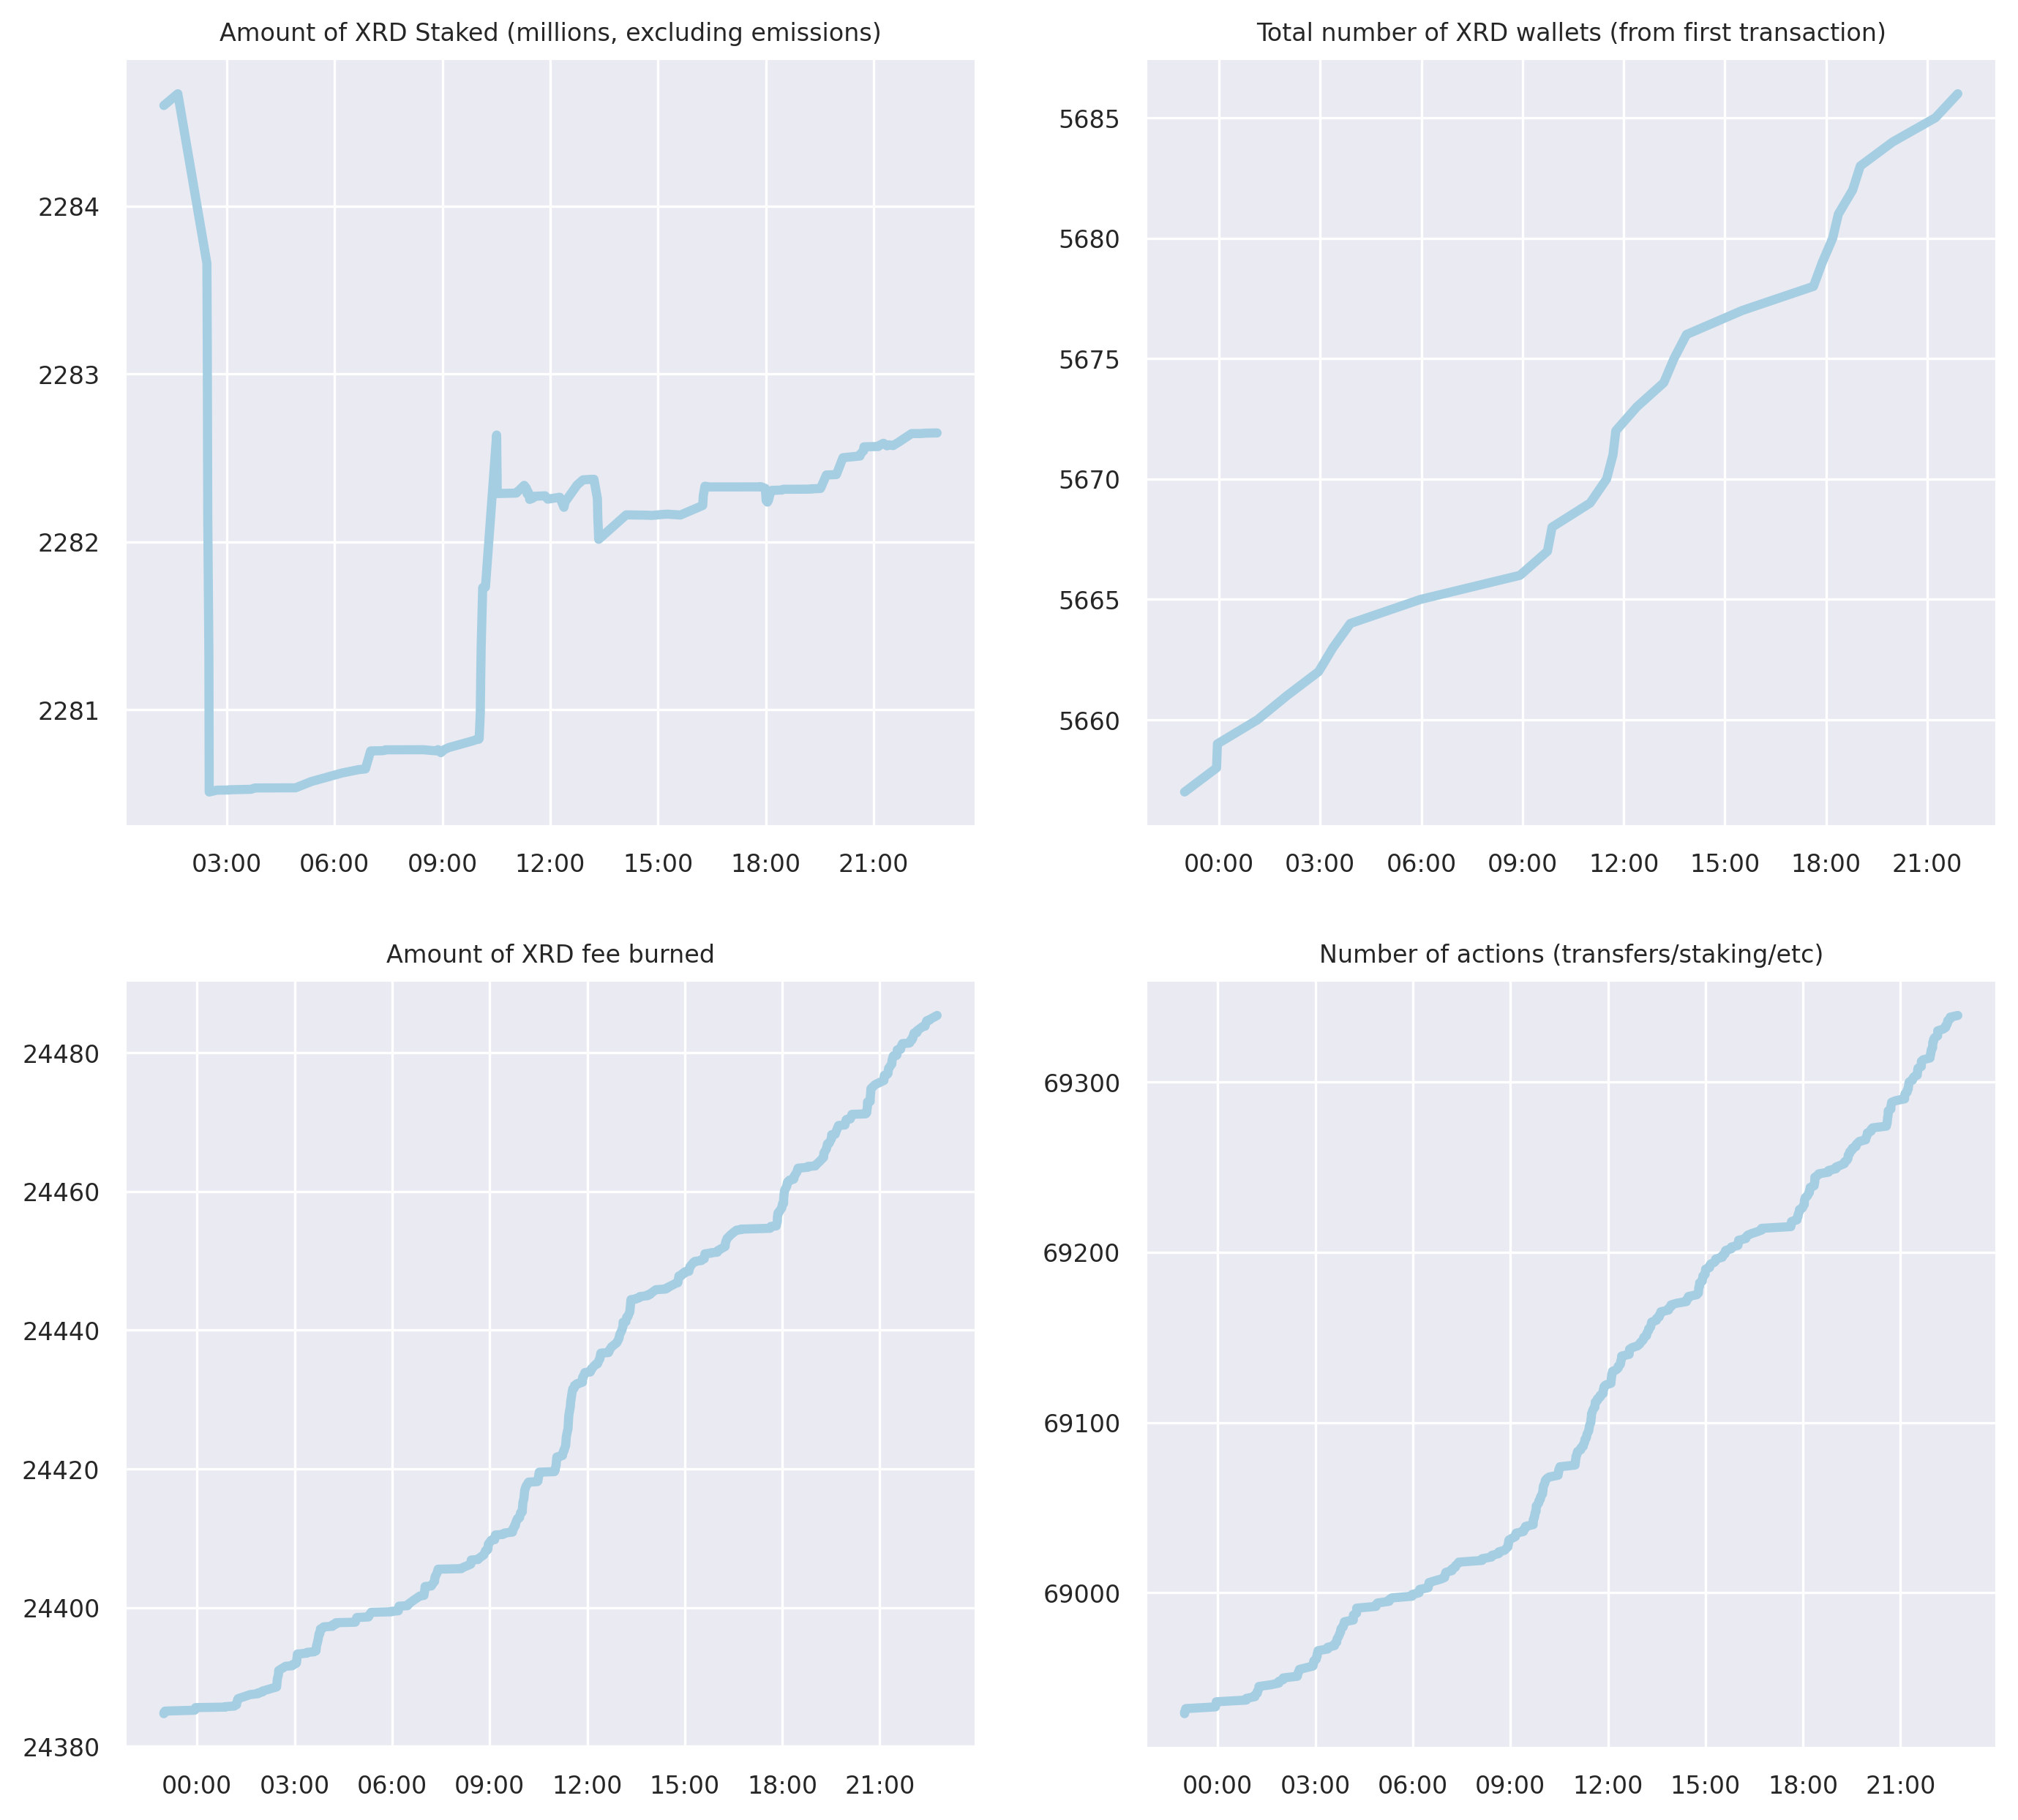 Amount of XRD Staked (millions, excluding emissions)
2284
2283
2282
2281
03:00 06:00 09:00 12:00 15:00 18:00 21:00
Total number of XRD wallets (from first transaction)
5685
5680
5675
5670
5665
5660
00:00 03:00 06:00 09:00 12:00 15:00 18:00 21:00
Amount of XRD fee burned
24480
24460
24440
24420
24400
24380
00:00 03:00 06:00 09:00 12:00 15:00 18:00 21:00
Number of actions (transfers/staking/etc)
69300
69200
69100
69000
00:00 03:00 06:00 09:00 12:00 15:00 18:00 21:00